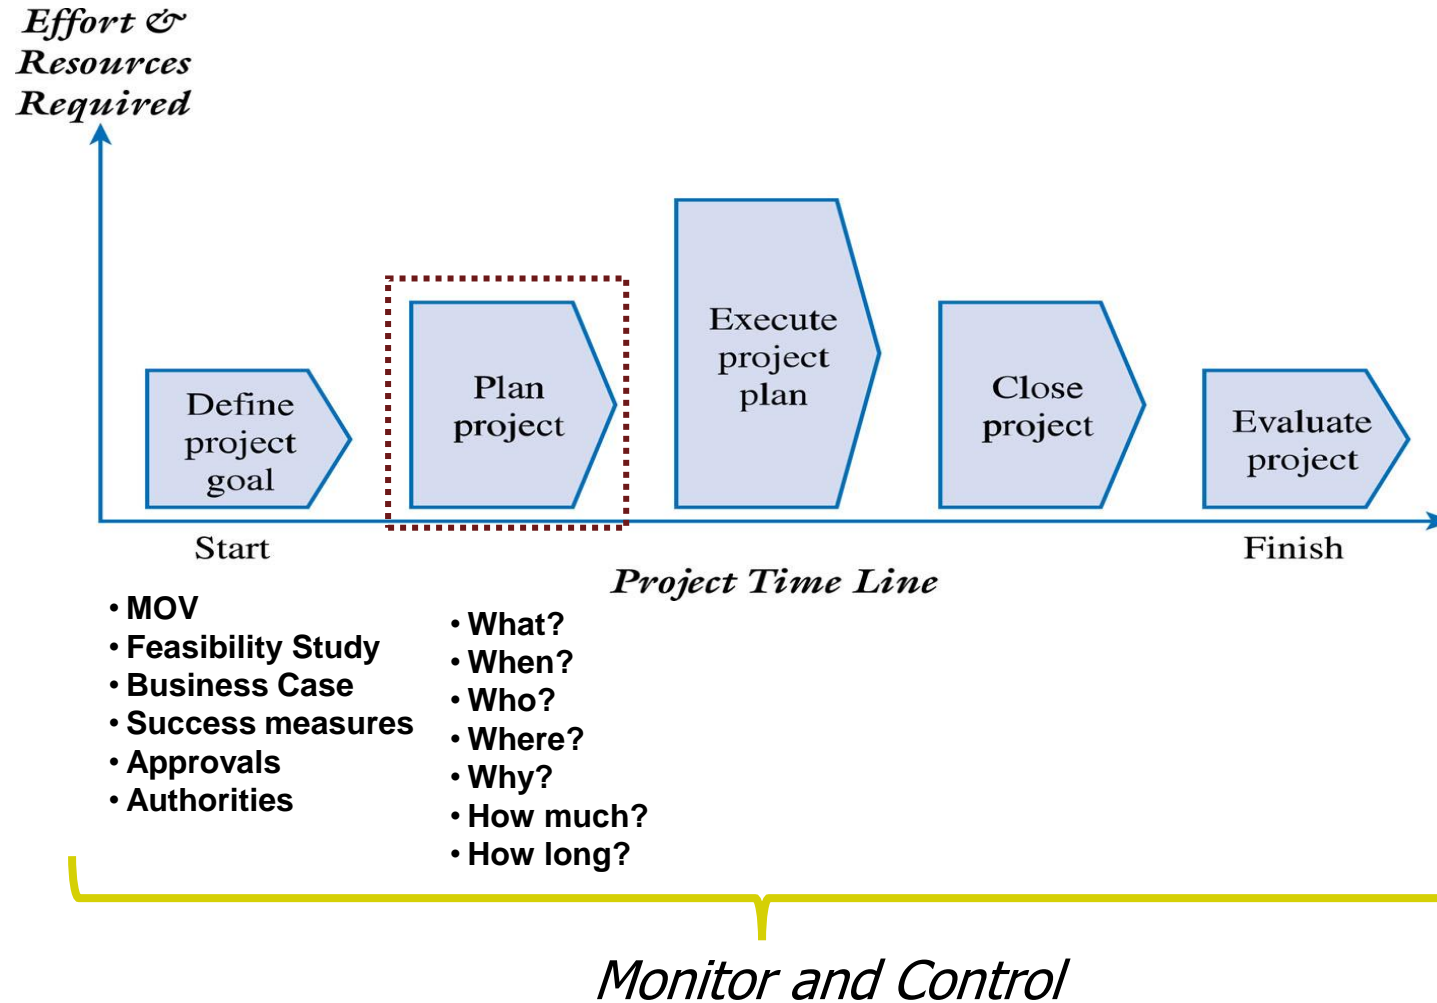 Effort &
Resources
Required
Define
project
goal
Plan
project
Execute
project
plan
Close
project
Evaluate
project
Start
Finish
Project Time Line
• MOV
• Feasibility Study
• Business Case
• Success measures
• Approvals
• Authorities
• What?
• When?
• Who?
• Where?
• Why?
• How much?
• How long?
Monitor and Control